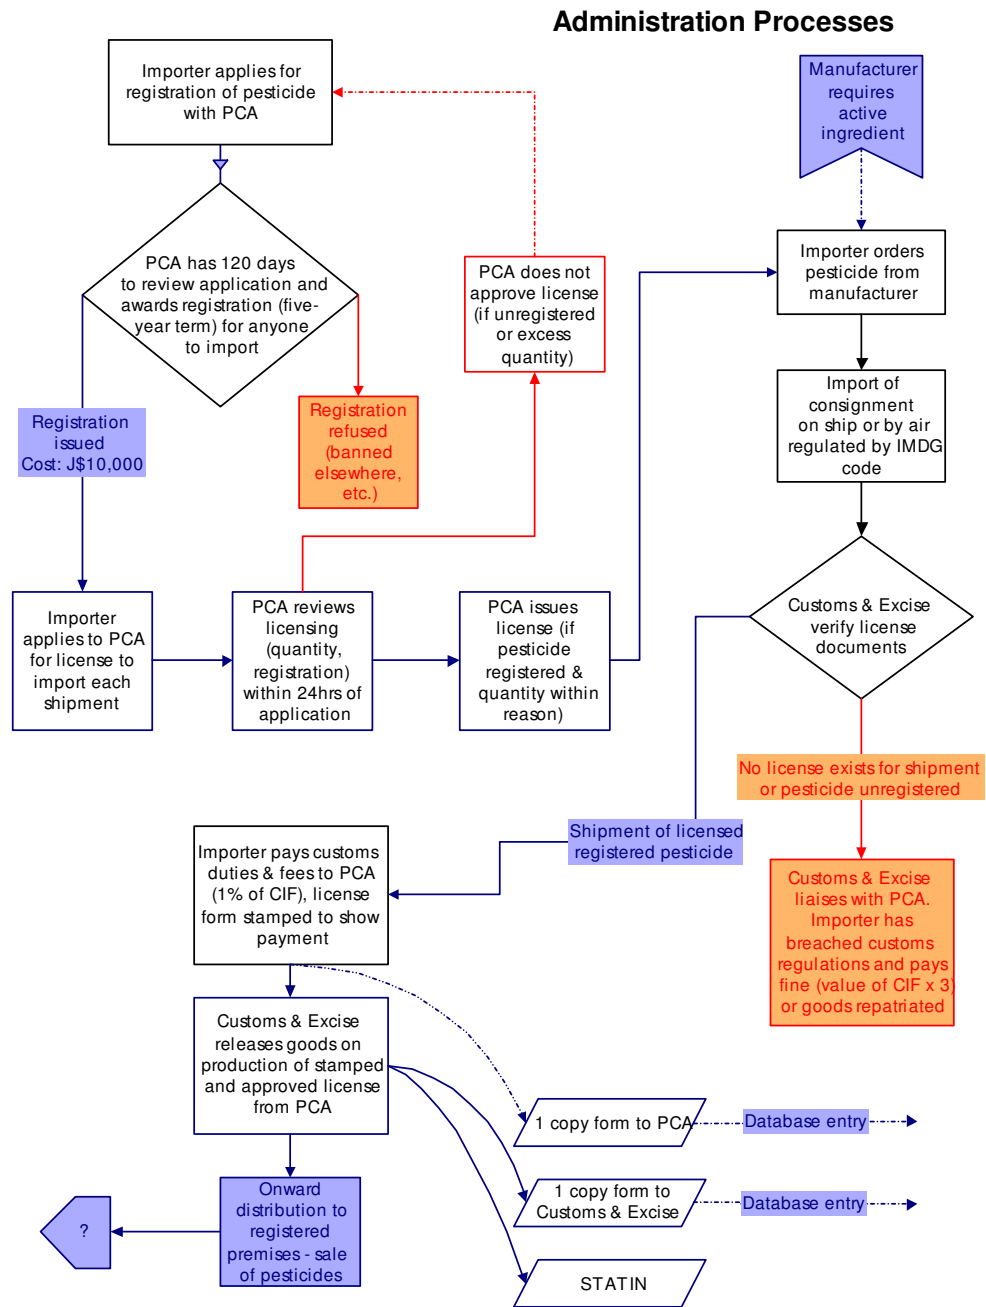 Administration Processes
Importer applies for
registration of pesticide
with PCA
Manufacturer
requires
active
ingredient
PCA has 120 days
to review application and
awards registration (five-
year term) for anyone
to import
PCA does not
approve license
(if unregistered
or excess
quantity)
Importer orders
pesticide from
manufacturer
Registration
issued
Cost: J$10,000
Registration
refused
(banned
elsewhere,
etc.)
Import of
consignment
on ship or by air
regulated by IMDG
code
Importer
applies to PCA
for license to
import each
shipment
PCA reviews
licensing
(quantity,
registration)
within 24hrs of
application
PCA issues
license (if
pesticide
registered &
quantity within
reason)
Customs & Excise
verify license
documents
No license exists for shipment
or pesticide unregistered
Shipment of licensed
registered pesticide
Importer pays customs
duties & fees to PCA
(1% of CIF), license
form stamped to show
payment
Customs & Excise
liaises with PCA.
Importer has
breached customs
regulations and pays
fine (value of CIF x 3)
or goods repatriated
Customs & Excise
releases goods on
production of stamped
and approved license
from PCA
1 copy form to PCA
Database entry
1 copy form to
Customs & Excise
Database entry
Onward
distribution to
registered
premises - sale
of pesticides
?
STATIN